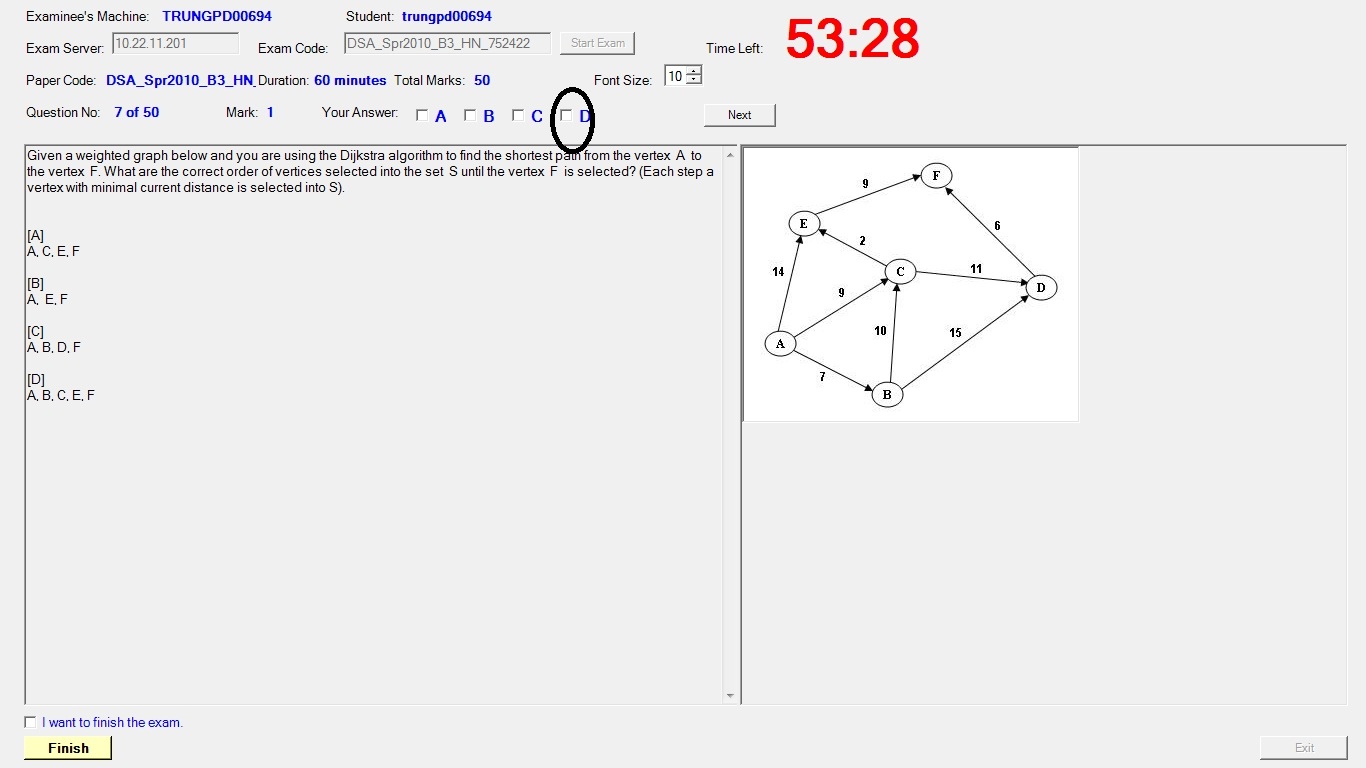 Examinee's Machine: TRUNGPD00694 Student: trungpd00694
Exam Server: 10.22.11.201 Exam Code: DSA_Spr2010_B3_HN_752422 Start Exam Time Left: 53:28
Paper Code: DSA_Spr2010_B3_HN_ Duration: 60 minutes Total Marks: 50 Font Size: 10
Question No: 7 of 50 Mark: 1 Your Answer: A B C D Next
Given a weighted graph below and you are using the Dijkstra algorithm to find the shortest path from the vertex A to
the vertex F. What are the correct order of vertices selected into the set S until the vertex F is selected? (Each step a
vertex with minimal current distance is selected into S).
[A]
A, C, E, F
[B]
A, E, F
[C]
A, B, D, F
[D]
A, B, C, E, F
F
9
E
6
2
C
14
11
D
9
10
15
A
7
B
I want to finish the exam.
Finish Exit